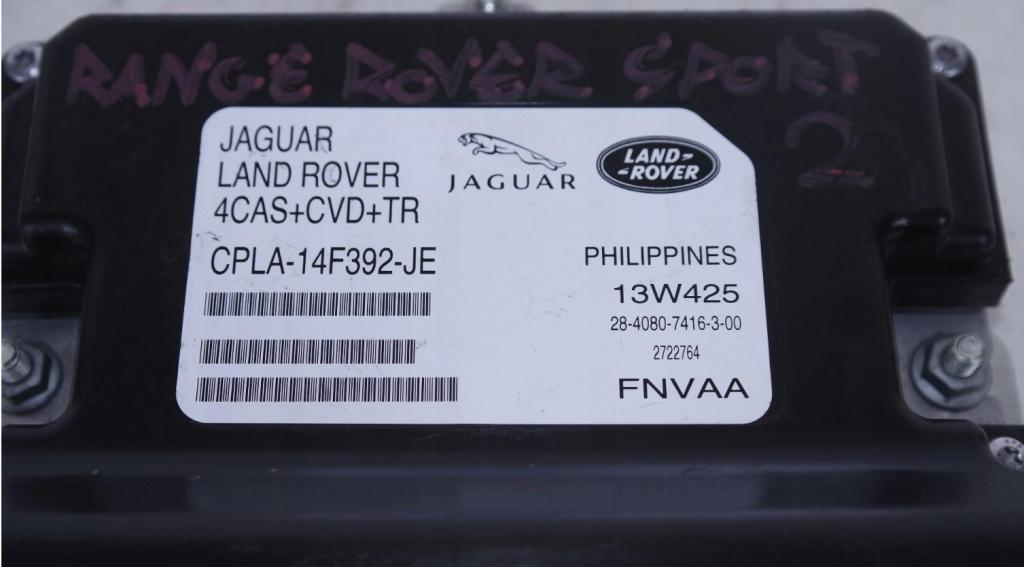 RANGE ROVER SPORT
2
JAGUAR
LAND ROVER
4CAS+CVD+TR
CPLA-14F392-JE
JAGUAR
LAND-
-ROVER
PHILIPPINES
13W425
28-4080-7416-3-00
2722764
FNVAA